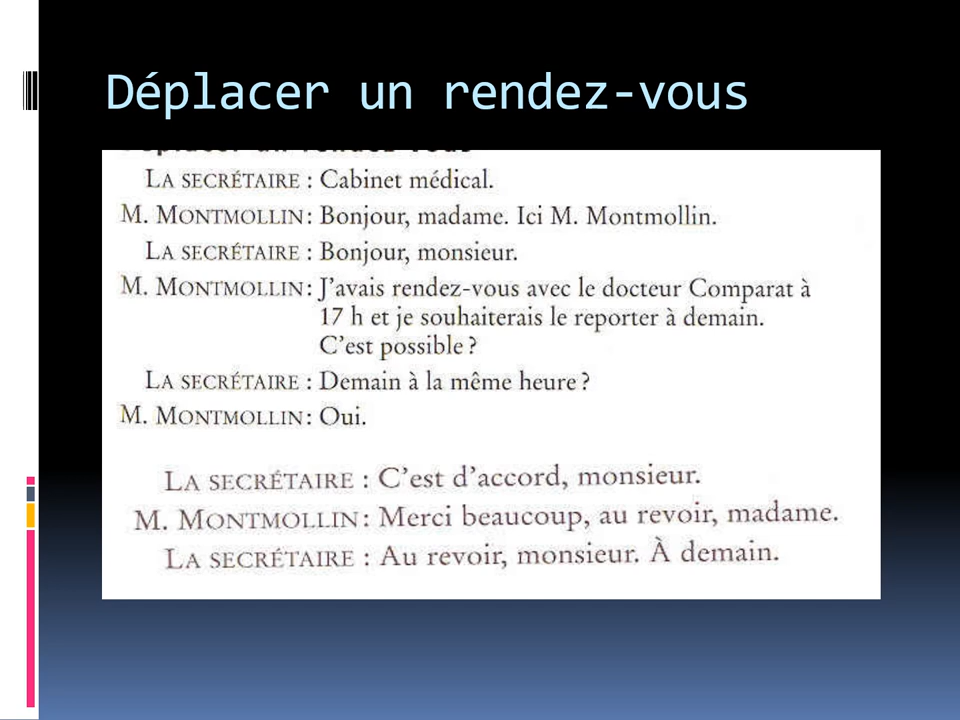 Déplacer un rendez-vous
LA SECRÉTAIRE : Cabinet médical.
M. MONTMOLLIN : Bonjour, madame. Ici M. Montmollin.
LA SECRÉTAIRE : Bonjour, monsieur.
M. MONTMOLLIN : J'avais rendez-vous avec le docteur Comparat à
17 h et je souhaiterais le reporter à demain.
C'est possible ?
LA SECRÉTAIRE : Demain à la même heure ?
M. MONTMOLLIN : Oui.
LA SECRÉTAIRE : C'est d'accord, monsieur.
M. MONTMOLLIN : Merci beaucoup, au revoir, madame.
LA SECRÉTAIRE : Au revoir, monsieur. À demain.